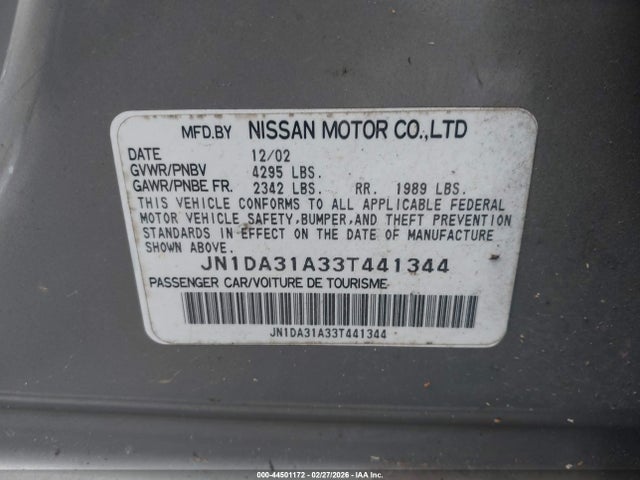 MFD.BY NISSAN MOTOR CO.,LTD
DATE 12/02
GVWR/PNBV 4295 LBS.
GAWR/PNBE FR. 2342 LBS. RR. 1989 LBS.
THIS VEHICLE CONFORMS TO ALL APPLICABLE FEDERAL
MOTOR VEHICLE SAFETY,BUMPER,AND THEFT PREVENTION
STANDARDS IN EFFECT ON THE DATE OF MANUFACTURE
SHOWN ABOVE.
JN1DA31A33T441344
PASSENGER CAR/VOITURE DE TOURISME
JN1DA31A33T441344
000-44501172 - 02/27/2026 - IAA Inc.